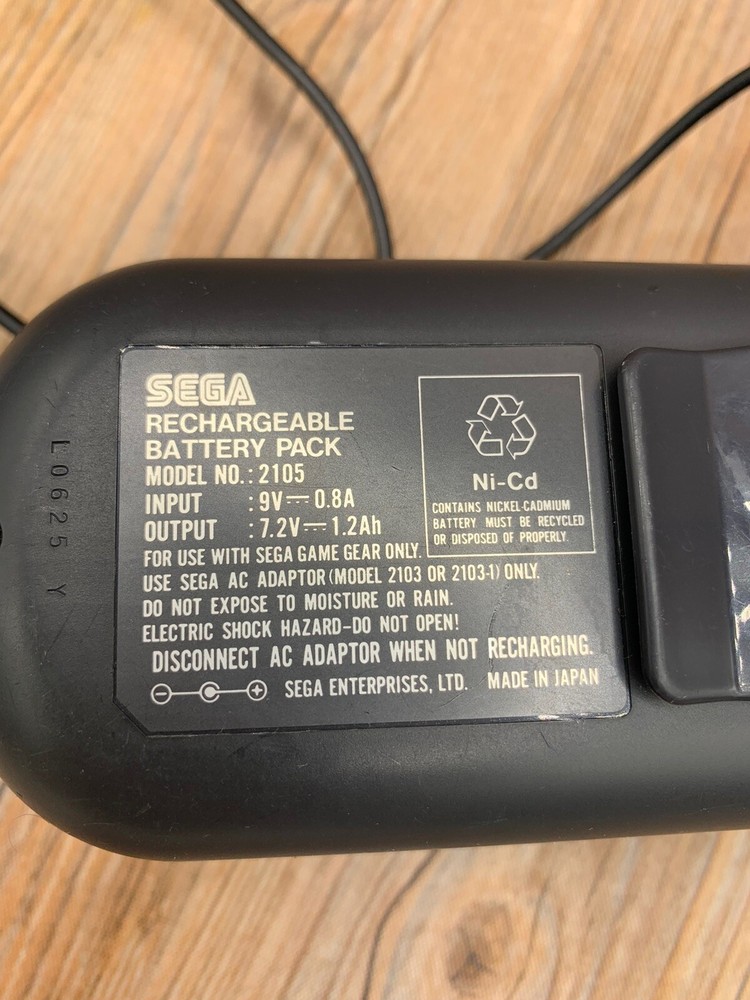 SEGA
RECHARGEABLE
BATTERY PACK
MODEL NO.: 2105
INPUT : 9V⎓0.8A
OUTPUT : 7.2V⎓1.2Ah
FOR USE WITH SEGA GAME GEAR ONLY.
USE SEGA AC ADAPTOR (MODEL 2103 OR 2103-1) ONLY.
DO NOT EXPOSE TO MOISTURE OR RAIN.
ELECTRIC SHOCK HAZARD-DO NOT OPEN!
DISCONNECT AC ADAPTOR WHEN NOT RECHARGING.
SEGA ENTERPRISES, LTD. MADE IN JAPAN
Ni-Cd
CONTAINS NICKEL-CADMIUM
BATTERY MUST BE RECYCLED
OR DISPOSED OF PROPERLY.
L0625 Y